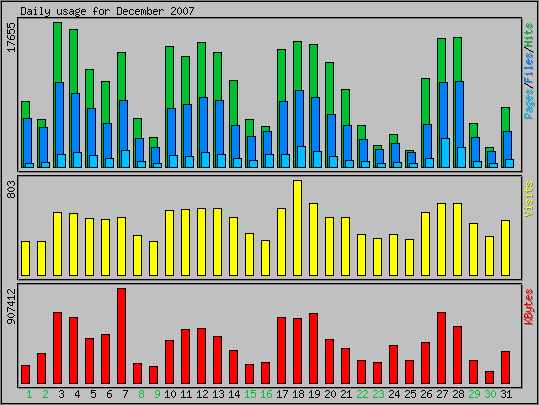 Daily usage for December 2007
17655
Pages/Files/Hits
803
Visits
907412
KBytes
1 2 3 4 5 6 7 8 9 10 11 12 13 14 15 16 17 18 19 20 21 22 23 24 25 26 27 28 29 30 31